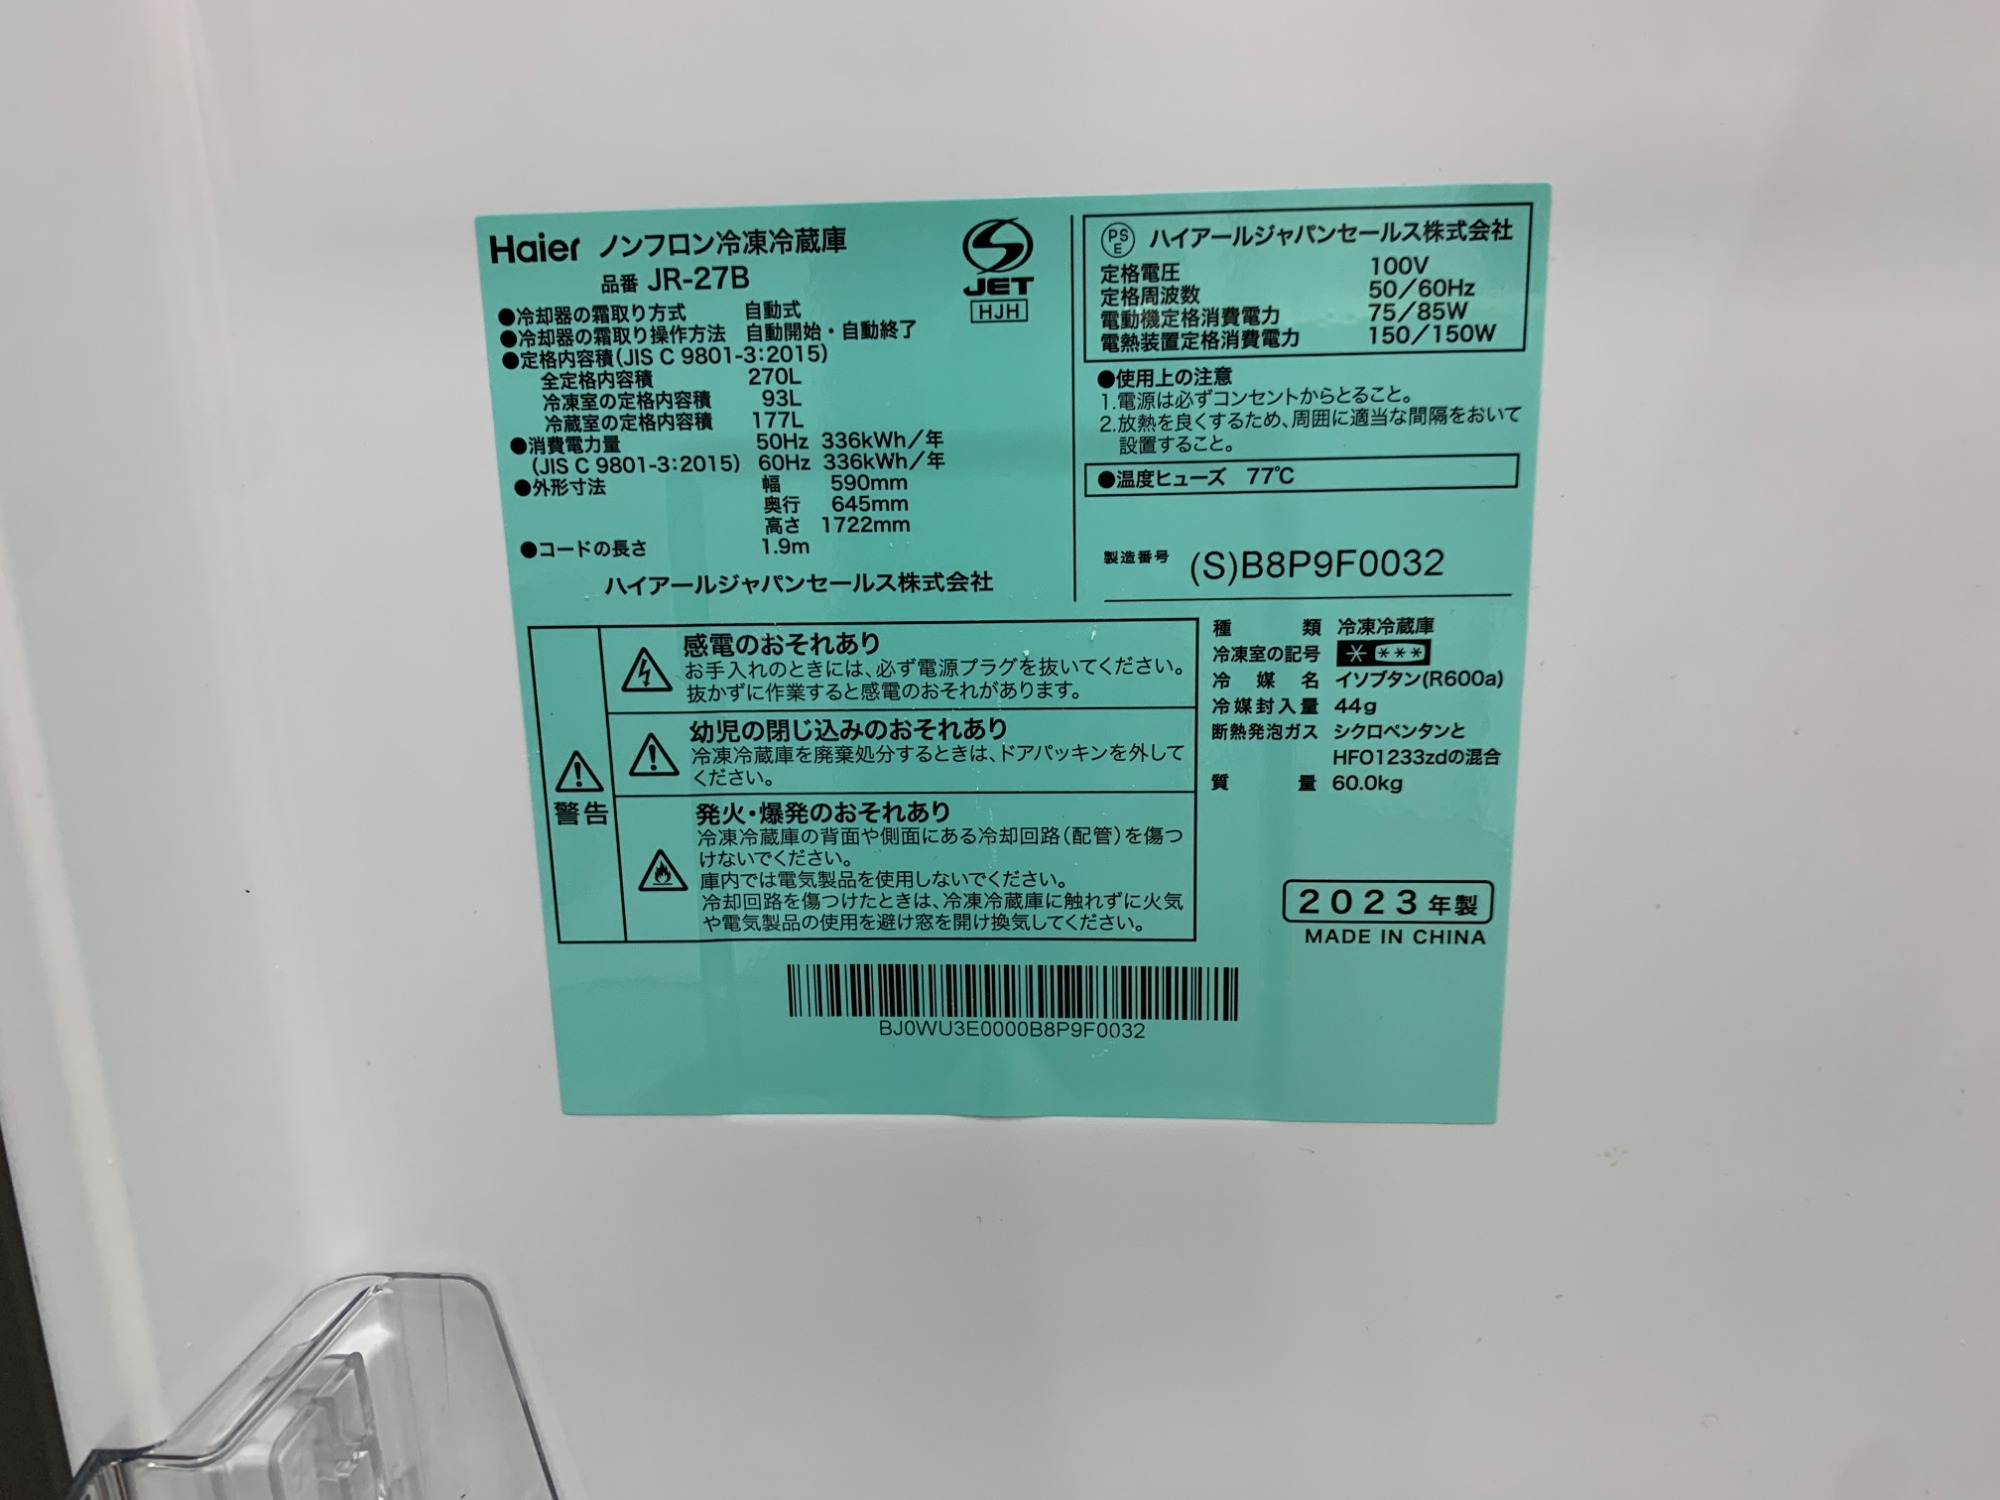 Haier ノンフロン冷凍冷蔵庫
品番 JR-27B
JET
HJH
●冷却器の霜取り方式 自動式
●冷却器の霜取り操作方法 自動開始・自動終了
●定格内容積(JIS C 9801-3:2015)
全定格内容積 270L
冷凍室の定格内容積 93L
冷蔵室の定格内容積 177L
●消費電力量 50Hz 336kWh/年
(JIS C 9801-3:2015) 60Hz 336kWh/年
●外形寸法 幅 590mm
奥行 645mm
高さ 1722mm
●コードの長さ 1.9m
ハイアールジャパンセールス株式会社
PS E ハイアールジャパンセールス株式会社
定格電圧 100V
定格周波数 50/60Hz
電動機定格消費電力 75/85W
電熱装置定格消費電力 150/150W
●使用上の注意
1.電源は必ずコンセントからとること。
2.放熱を良くするため、周囲に適当な間隔をおいて
設置すること。
●温度ヒューズ 77℃
製造番号 (S)B8P9F0032
警告
感電のおそれあり
お手入れのときには、必ず電源プラグを抜いてください。
抜かずに作業すると感電のおそれがあります。
幼児の閉じ込みのおそれあり
冷凍冷蔵庫を廃棄処分するときは、ドアパッキンを外して
ください。
発火・爆発のおそれあり
冷凍冷蔵庫の背面や側面にある冷却回路(配管)を傷つ
けないでください。
庫内では電気製品を使用しないでください。
冷却回路を傷つけたときは、冷凍冷蔵庫に触れずに火気
や電気製品の使用を避け窓を開け換気してください。
種類 冷凍冷蔵庫
冷凍室の記号 * ***
冷媒名 イソブタン(R600a)
冷媒封入量 44g
断熱発泡ガス シクロペンタンと
HFO1233zdの混合
質量 60.0kg
2023年製
MADE IN CHINA
BJ0WU3E0000B8P9F0032